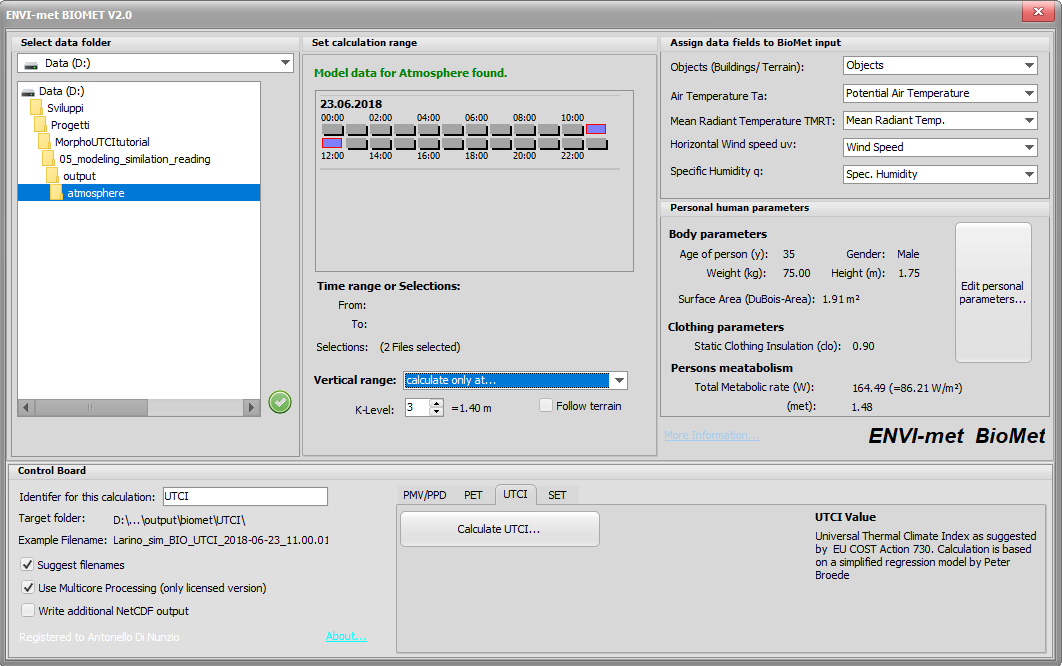 ENVI-met BIOMET V2.0
Select data folder
Data (D:)
Data (D:)
Sviluppi
Progetti
MorphoUTCItutorial
05_modeling_similation_reading
output
atmosphere
Set calculation range
Model data for Atmosphere found.
23.06.2018
00:00 02:00 04:00 06:00 08:00 10:00
12:00 14:00 16:00 18:00 20:00 22:00
Time range or Selections:
From:
To:
Selections: (2 Files selected)
Vertical range: calculate only at...
K-Level: 3 =1.40 m Follow terrain
Assign data fields to BioMet input
Objects (Buildings/ Terrain): Objects
Air Temperature Ta: Potential Air Temperature
Mean Radiant Temperature TMRT: Mean Radiant Temp.
Horizontal Wind speed uv: Wind Speed
Specific Humidity q: Spec. Humidity
Personal human parameters
Body parameters
Age of person (y): 35 Gender: Male
Weight (kg): 75.00 Height (m): 1.75
Surface Area (DuBois-Area): 1.91 m²
Edit personal
parameters...
Clothing parameters
Static Clothing Insulation (clo): 0.90
Persons meatabolism
Total Metabolic rate (W): 164.49 (=86.21 W/m²)
(met): 1.48
More Information...
ENVI-met BioMet
Control Board
Identifer for this calculation: UTCI
Target folder: D:\...\output\biomet\UTCI\
Example Filename: Larino_sim_BIO_UTCI_2018-06-23_11.00.01
Suggest filenames
Use Multicore Processing (only licensed version)
Write additional NetCDF output
Registered to Antonello Di Nunzio
About...
PMV/PPD PET UTCI SET
Calculate UTCI...
UTCI Value
Universal Thermal Climate Index as suggested
by EU COST Action 730. Calculation is based
on a simplified regression model by Peter
Broede